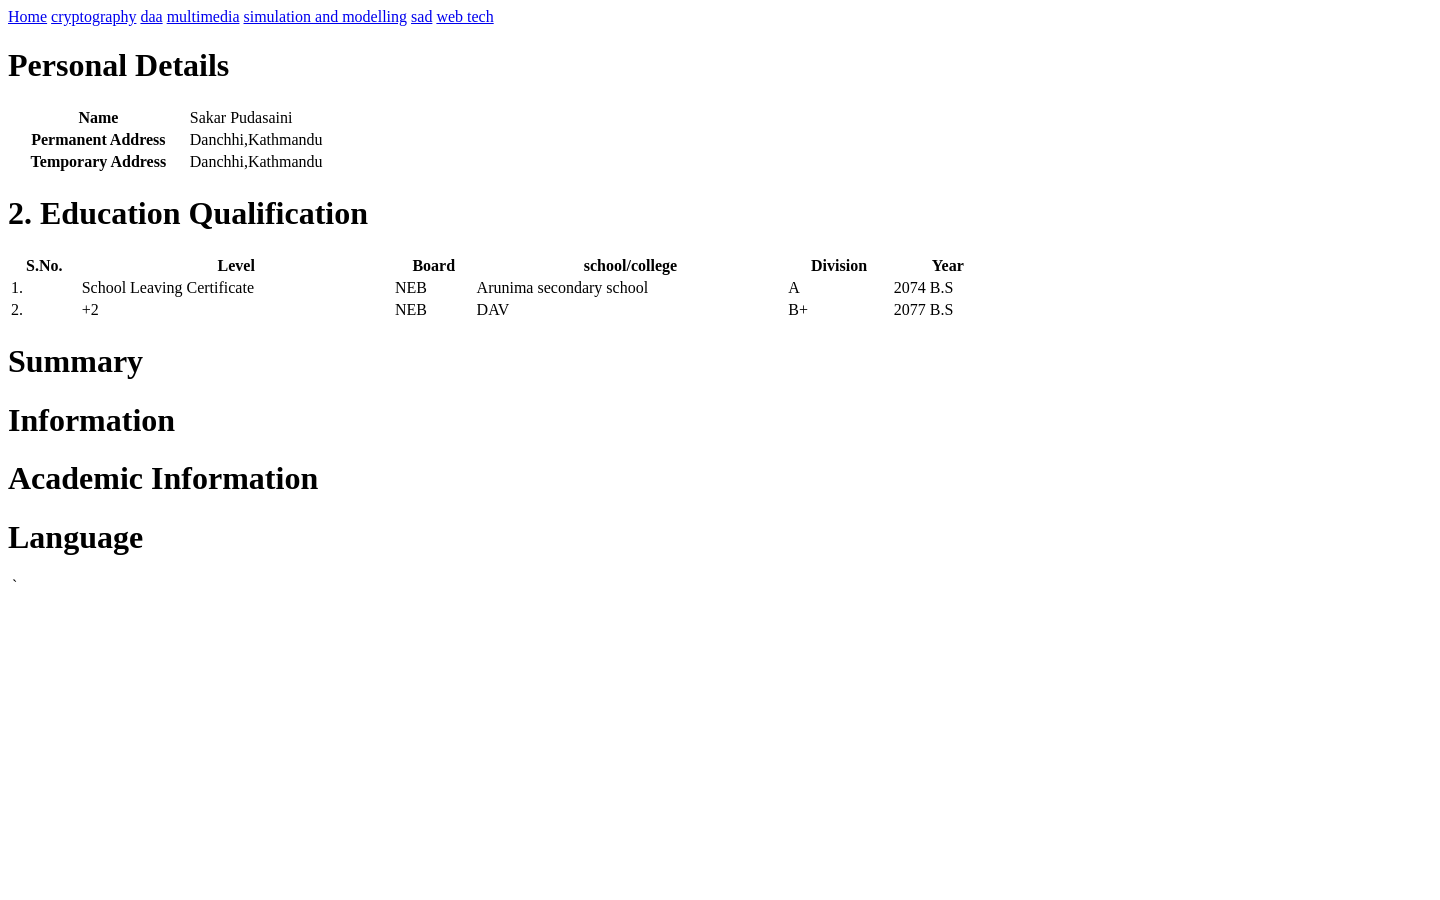 Home cryptography daa multimedia simulation and modelling sad web tech
Personal Details
Name Sakar Pudasaini
Permanent Address Danchhi,Kathmandu
Temporary Address Danchhi,Kathmandu
2. Education Qualification
S.No. Level Board school/college Division Year
1. School Leaving Certificate NEB Arunima secondary school A 2074 B.S
2. +2 NEB DAV B+ 2077 B.S
Summary
Information
Academic Information
Language
`